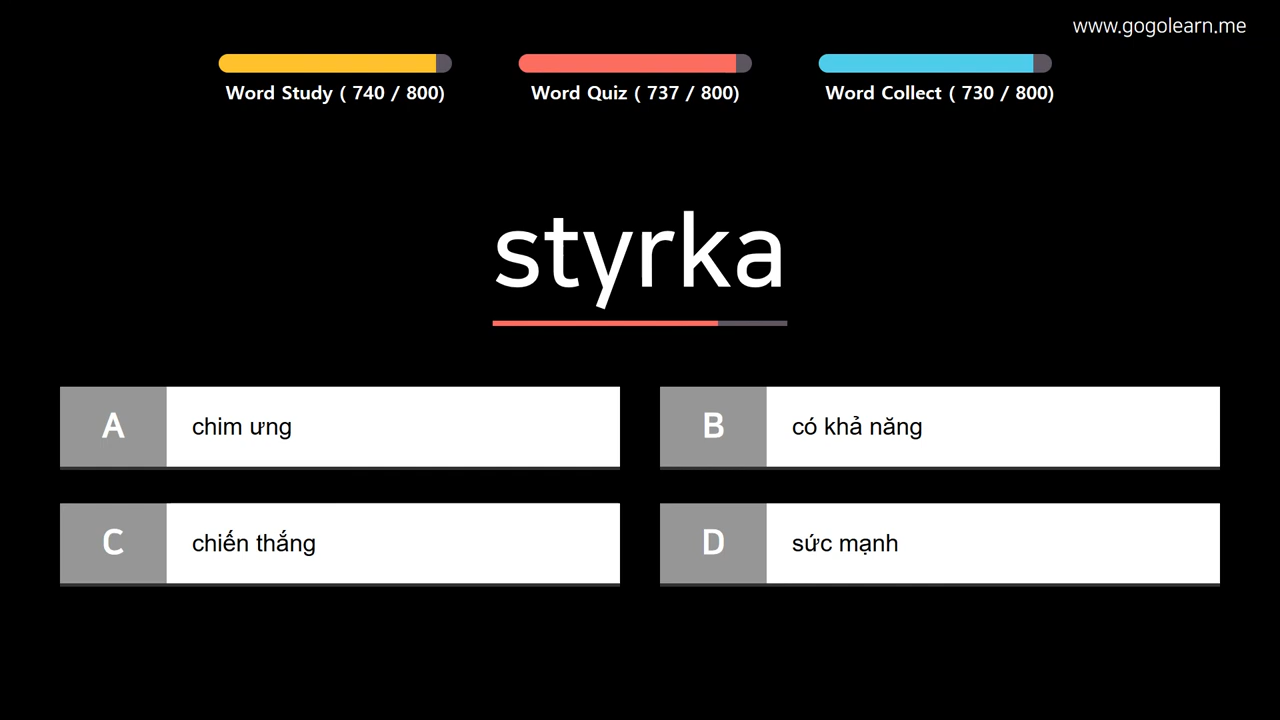 www.gogolearn.me
Word Study ( 740 / 800)
Word Quiz ( 737 / 800)
Word Collect ( 730 / 800)
styrka
A
chim ưng
B
có khả năng
C
chiến thắng
D
sức mạnh